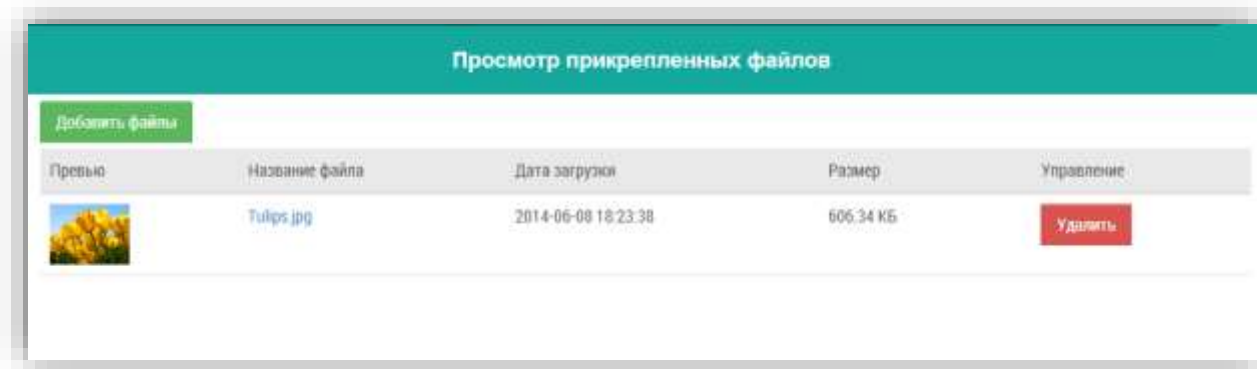 Просмотр прикрепленных файлов
Добавить файлы
Превью Название файла Дата загрузки Размер Управление
Tulips.jpg 2014-06-08 18:23:38 606.34 КБ Удалить